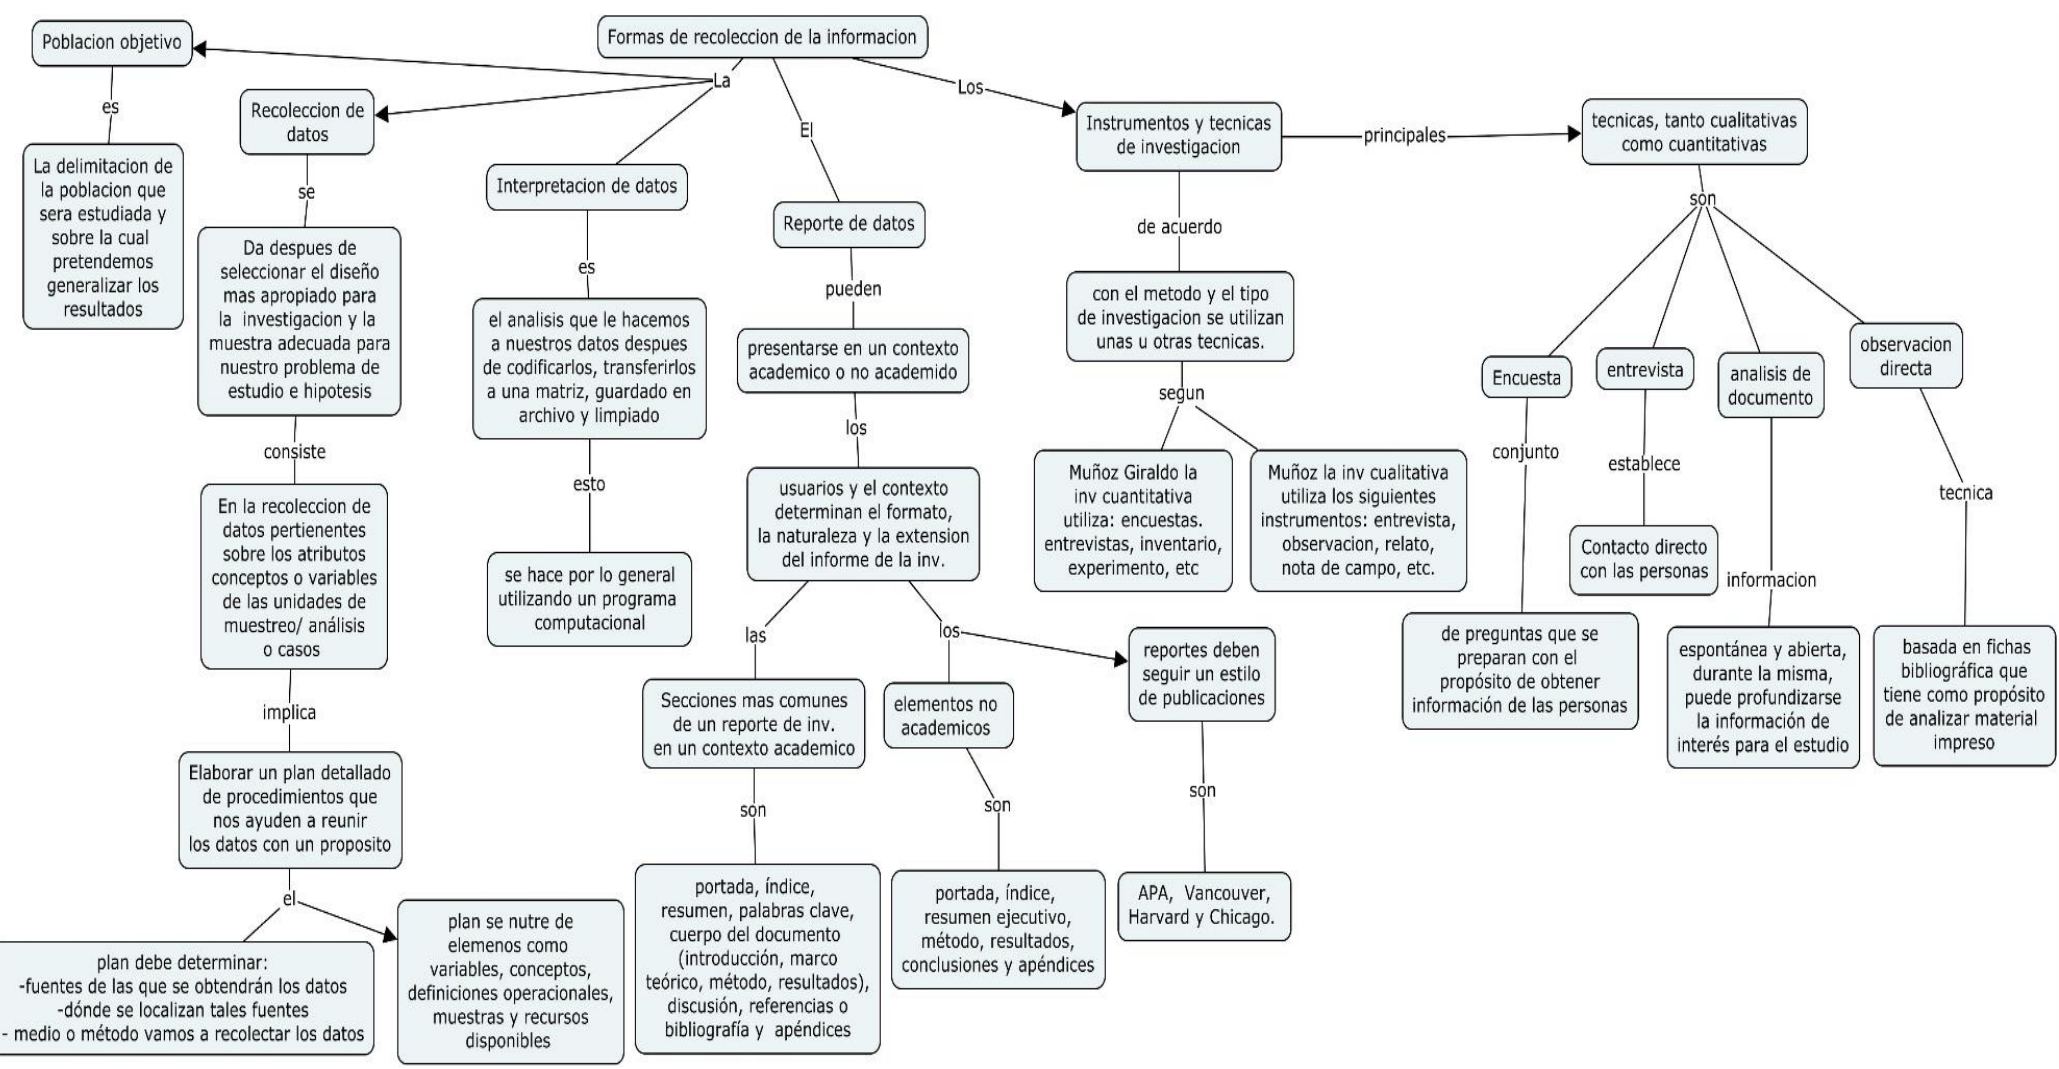 Formas de recoleccion de la informacion
La
Poblacion objetivo
es
La delimitacion de
la poblacion que
sera estudiada y
sobre la cual
pretendemos
generalizar los
resultados
Recoleccion de
datos
se
Da despues de
seleccionar el diseño
mas apropiado para
la investigacion y la
muestra adecuada para
nuestro problema de
estudio e hipotesis
consiste
En la recoleccion de
datos pertienentes
sobre los atributos
conceptos o variables
de las unidades de
muestreo/ análisis
o casos
implica
Elaborar un plan detallado
de procedimientos que
nos ayuden a reunir
los datos con un proposito
el
plan debe determinar:
-fuentes de las que se obtendrán los datos
-dónde se localizan tales fuentes
- medio o método vamos a recolectar los datos
plan se nutre de
elemenos como
variables, conceptos,
definiciones operacionales,
muestras y recursos
disponibles
Interpretacion de datos
es
el analisis que le hacemos
a nuestros datos despues
de codificarlos, transferirlos
a una matriz, guardado en
archivo y limpiado
esto
se hace por lo general
utilizando un programa
computacional
El
Reporte de datos
pueden
presentarse en un contexto
academico o no academido
los
usuarios y el contexto
determinan el formato,
la naturaleza y la extension
del informe de la inv.
las
Secciones mas comunes
de un reporte de inv.
en un contexto academico
son
portada, índice,
resumen, palabras clave,
cuerpo del documento
(introducción, marco
teórico, método, resultados),
discusión, referencias o
bibliografía y apéndices
los
elementos no
academicos
son
portada, índice,
resumen ejecutivo,
método, resultados,
conclusiones y apéndices
reportes deben
seguir un estilo
de publicaciones
son
APA, Vancouver,
Harvard y Chicago.
Los
Instrumentos y tecnicas
de investigacion
de acuerdo
con el metodo y el tipo
de investigacion se utilizan
unas u otras tecnicas.
segun
Muñoz Giraldo la
inv cuantitativa
utiliza: encuestas.
entrevistas, inventario,
experimento, etc
Muñoz la inv cualitativa
utiliza los siguientes
instrumentos: entrevista,
observacion, relato,
nota de campo, etc.
principales
tecnicas, tanto cualitativas
como cuantitativas
son
Encuesta
conjunto
de preguntas que se
preparan con el
propósito de obtener
información de las personas
entrevista
establece
Contacto directo
con las personas
analisis de
documento
informacion
espontánea y abierta,
durante la misma,
puede profundizarse
la información de
interés para el estudio
observacion
directa
tecnica
basada en fichas
bibliográfica que
tiene como propósito
de analizar material
impreso